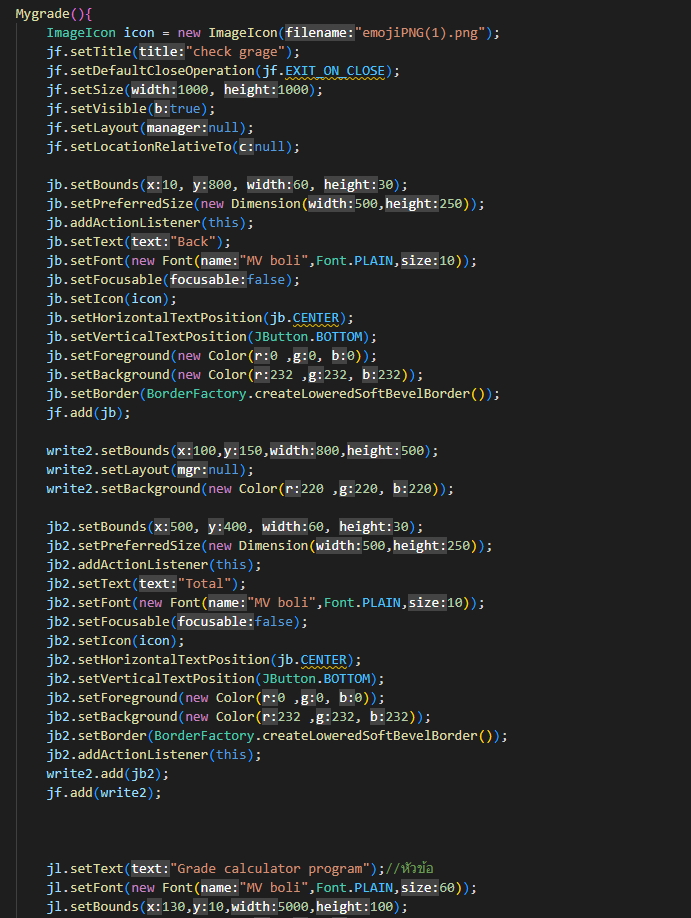 Mygrade(){
ImageIcon icon = new ImageIcon(filename:"emojiPNG(1).png");
jf.setTitle(title:"check grage");
jf.setDefaultCloseOperation(jf.EXIT_ON_CLOSE);
jf.setSize(width:1000, height:1000);
jf.setVisible(b:true);
jf.setLayout(manager:null);
jf.setLocationRelativeTo(c:null);
jb.setBounds(x:10, y:800, width:60, height:30);
jb.setPreferredSize(new Dimension(width:500,height:250));
jb.addActionListener(this);
jb.setText(text:"Back");
jb.setFont(new Font(name:"MV boli",Font.PLAIN,size:10));
jb.setFocusable(focusable:false);
jb.setIcon(icon);
jb.setHorizontalTextPosition(jb.CENTER);
jb.setVerticalTextPosition(JButton.BOTTOM);
jb.setForeground(new Color(r:0 ,g:0, b:0));
jb.setBackground(new Color(r:232 ,g:232, b:232));
jb.setBorder(BorderFactory.createLoweredSoftBevelBorder());
jf.add(jb);
write2.setBounds(x:100,y:150,width:800,height:500);
write2.setLayout(mgr:null);
write2.setBackground(new Color(r:220 ,g:220, b:220));
jb2.setBounds(x:500, y:400, width:60, height:30);
jb2.setPreferredSize(new Dimension(width:500,height:250));
jb2.addActionListener(this);
jb2.setText(text:"Total");
jb2.setFont(new Font(name:"MV boli",Font.PLAIN,size:10));
jb2.setFocusable(focusable:false);
jb2.setIcon(icon);
jb2.setHorizontalTextPosition(jb.CENTER);
jb2.setVerticalTextPosition(JButton.BOTTOM);
jb2.setForeground(new Color(r:0 ,g:0, b:0));
jb2.setBackground(new Color(r:232 ,g:232, b:232));
jb2.setBorder(BorderFactory.createLoweredSoftBevelBorder());
jb2.addActionListener(this);
write2.add(jb2);
jf.add(write2);
jl.setText(text:"Grade calculator program");//หัวข้อ
jl.setFont(new Font(name:"MV boli",Font.PLAIN,size:60));
jl.setBounds(x:130,y:10,width:5000,height:100);